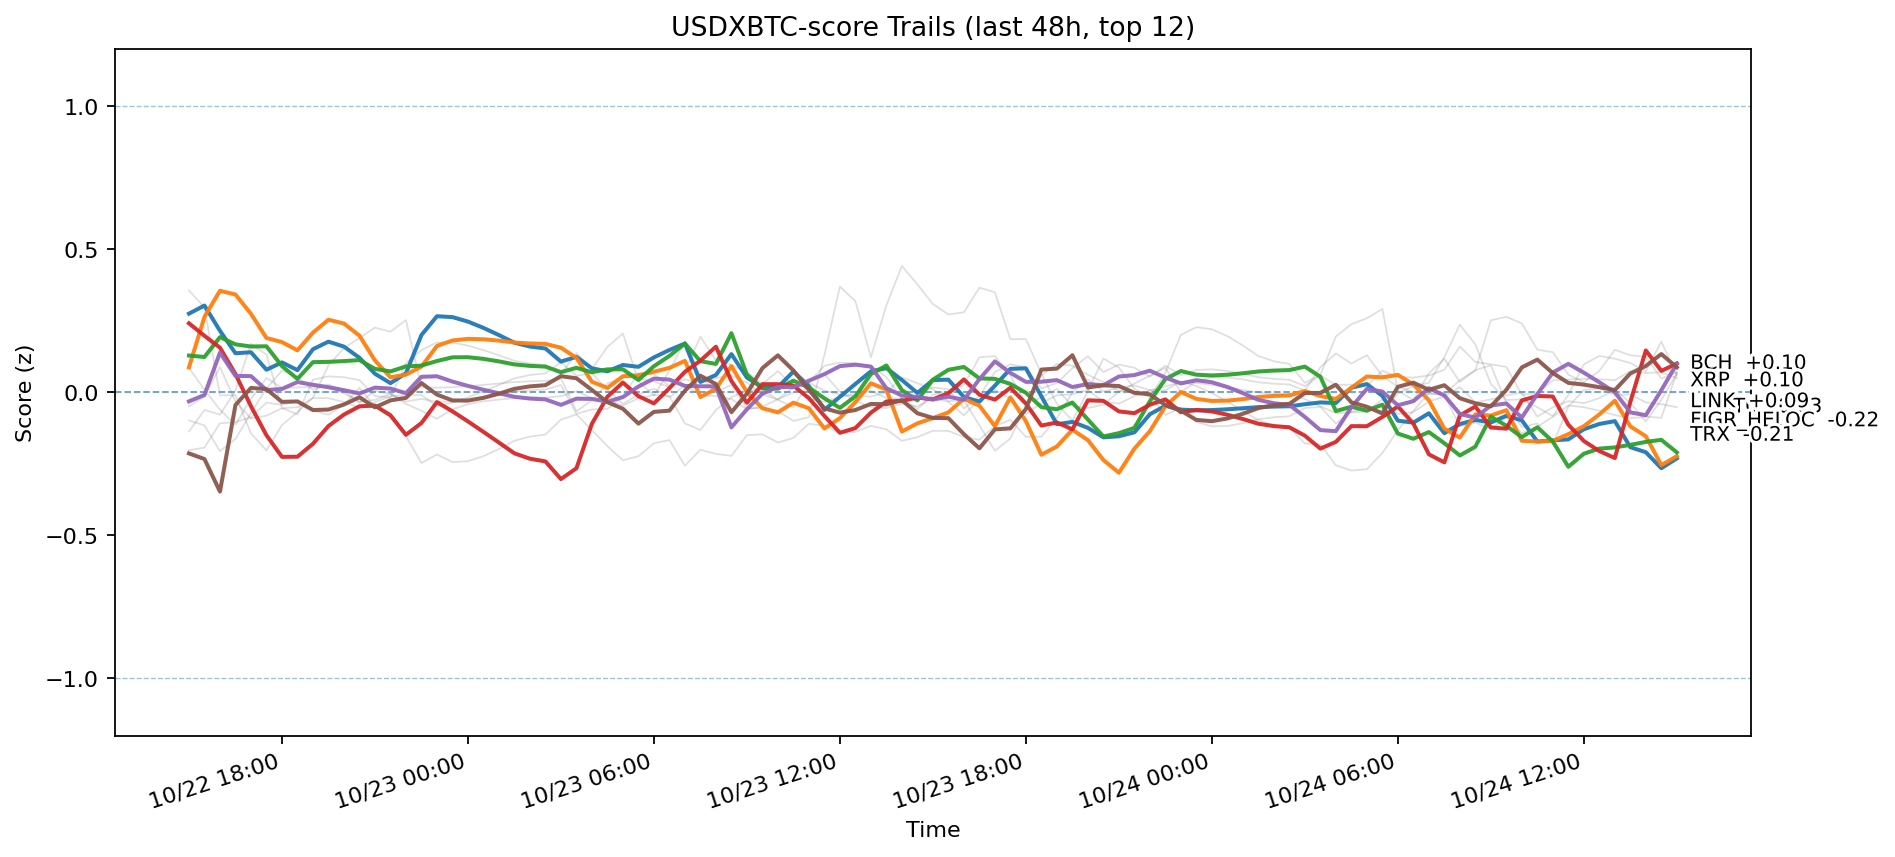 USDXBTC-score Trails (last 48h, top 12)
Score (z)
1.0
0.5
0.0
−0.5
−1.0
BCH +0.10
XRP +0.10
LINK +0.09
FIGR_HELOC -0.22
TRX -0.21
10/22 18:00
10/23 00:00
10/23 06:00
10/23 12:00
10/23 18:00
10/24 00:00
10/24 06:00
10/24 12:00
Time